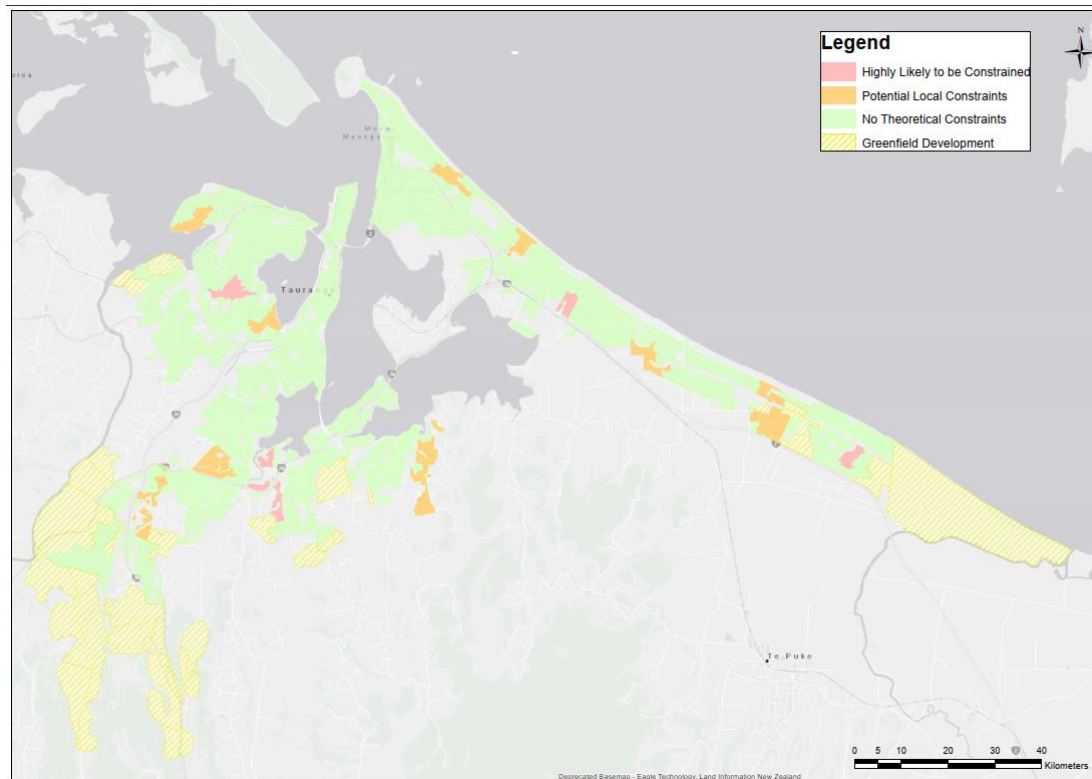 Legend
Highly Likely to be Constrained
Potential Local Constraints
No Theoretical Constraints
Greenfield Development
N
Tauranga
Te Puke
0 5 10 20 30 40
Kilometers
Deprecated Basemap - Eagle Technology, Land Information New Zealand